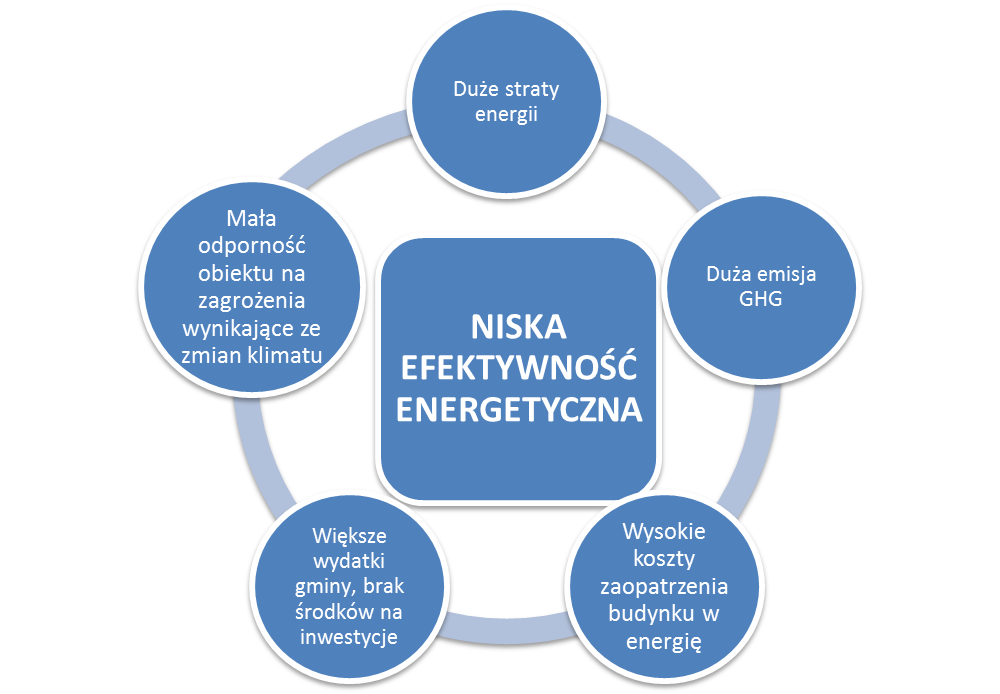 Duże straty
energii
Duża emisja
GHG
Wysokie
koszty
zaopatrzenia
budynku w
energię
Większe
wydatki
gminy, brak
środków na
inwestycje
Mała
odporność
obiektu na
zagrożenia
wynikające ze
zmian klimatu
NISKA
EFEKTYWNOŚĆ
ENERGETYCZNA